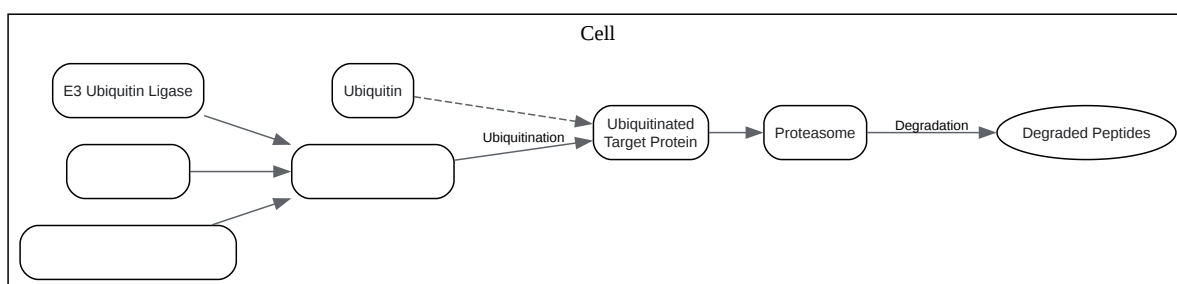 Cell
E3 Ubiquitin Ligase
Ubiquitin
Ubiquitination
Ubiquitinated
Target Protein
Proteasome
Degradation
Degraded Peptides